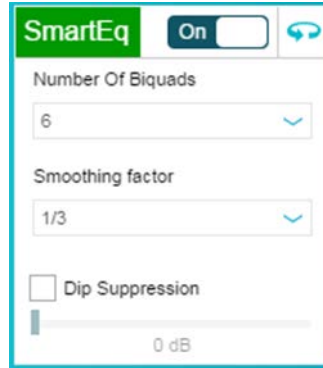 SmartEq On
Number Of Biquads
6
Smoothing factor
1/3
Dip Suppression
0 dB